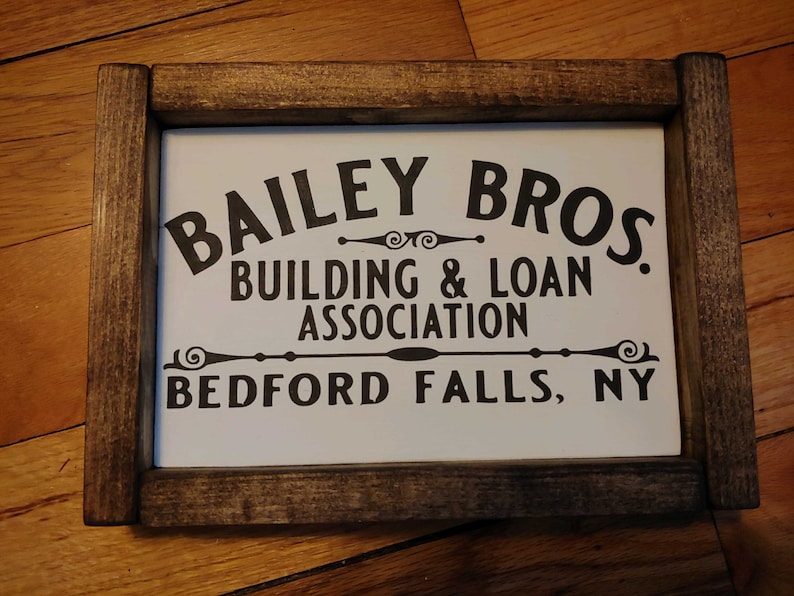 BAILEY BROS.
BUILDING & LOAN
ASSOCIATION
BEDFORD FALLS, NY